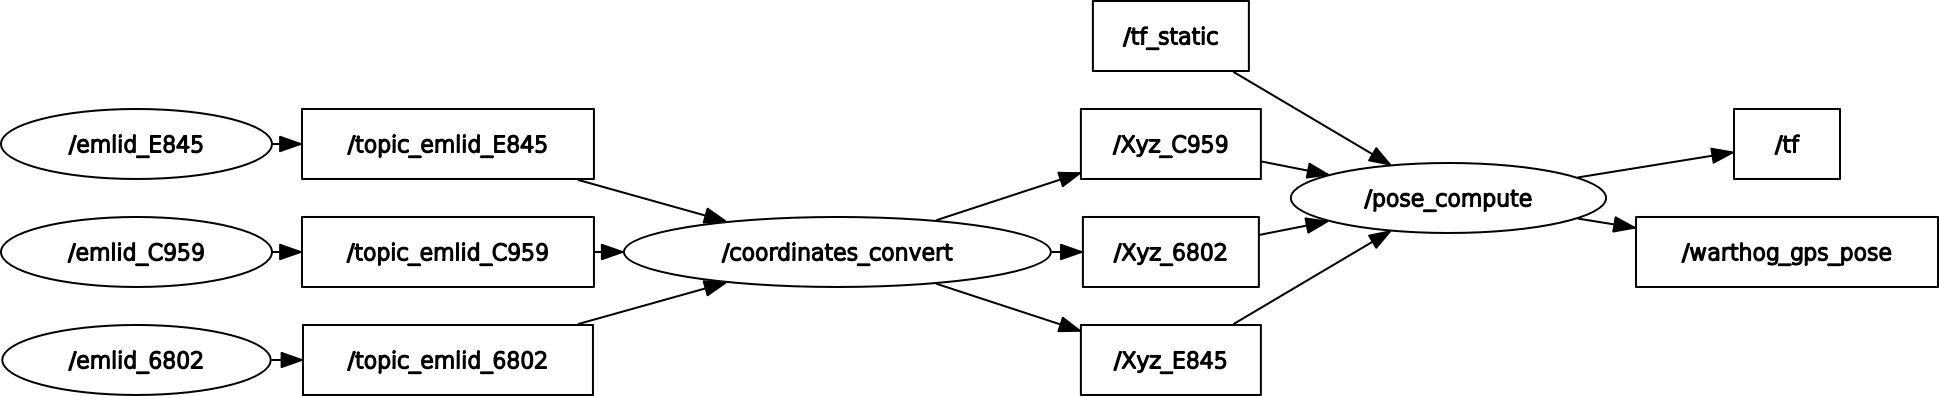 /tf_static
/emlid_E845
/topic_emlid_E845
/Xyz_C959
/tf
/pose_compute
/emlid_C959
/topic_emlid_C959
/coordinates_convert
/Xyz_6802
/warthog_gps_pose
/emlid_6802
/topic_emlid_6802
/Xyz_E845